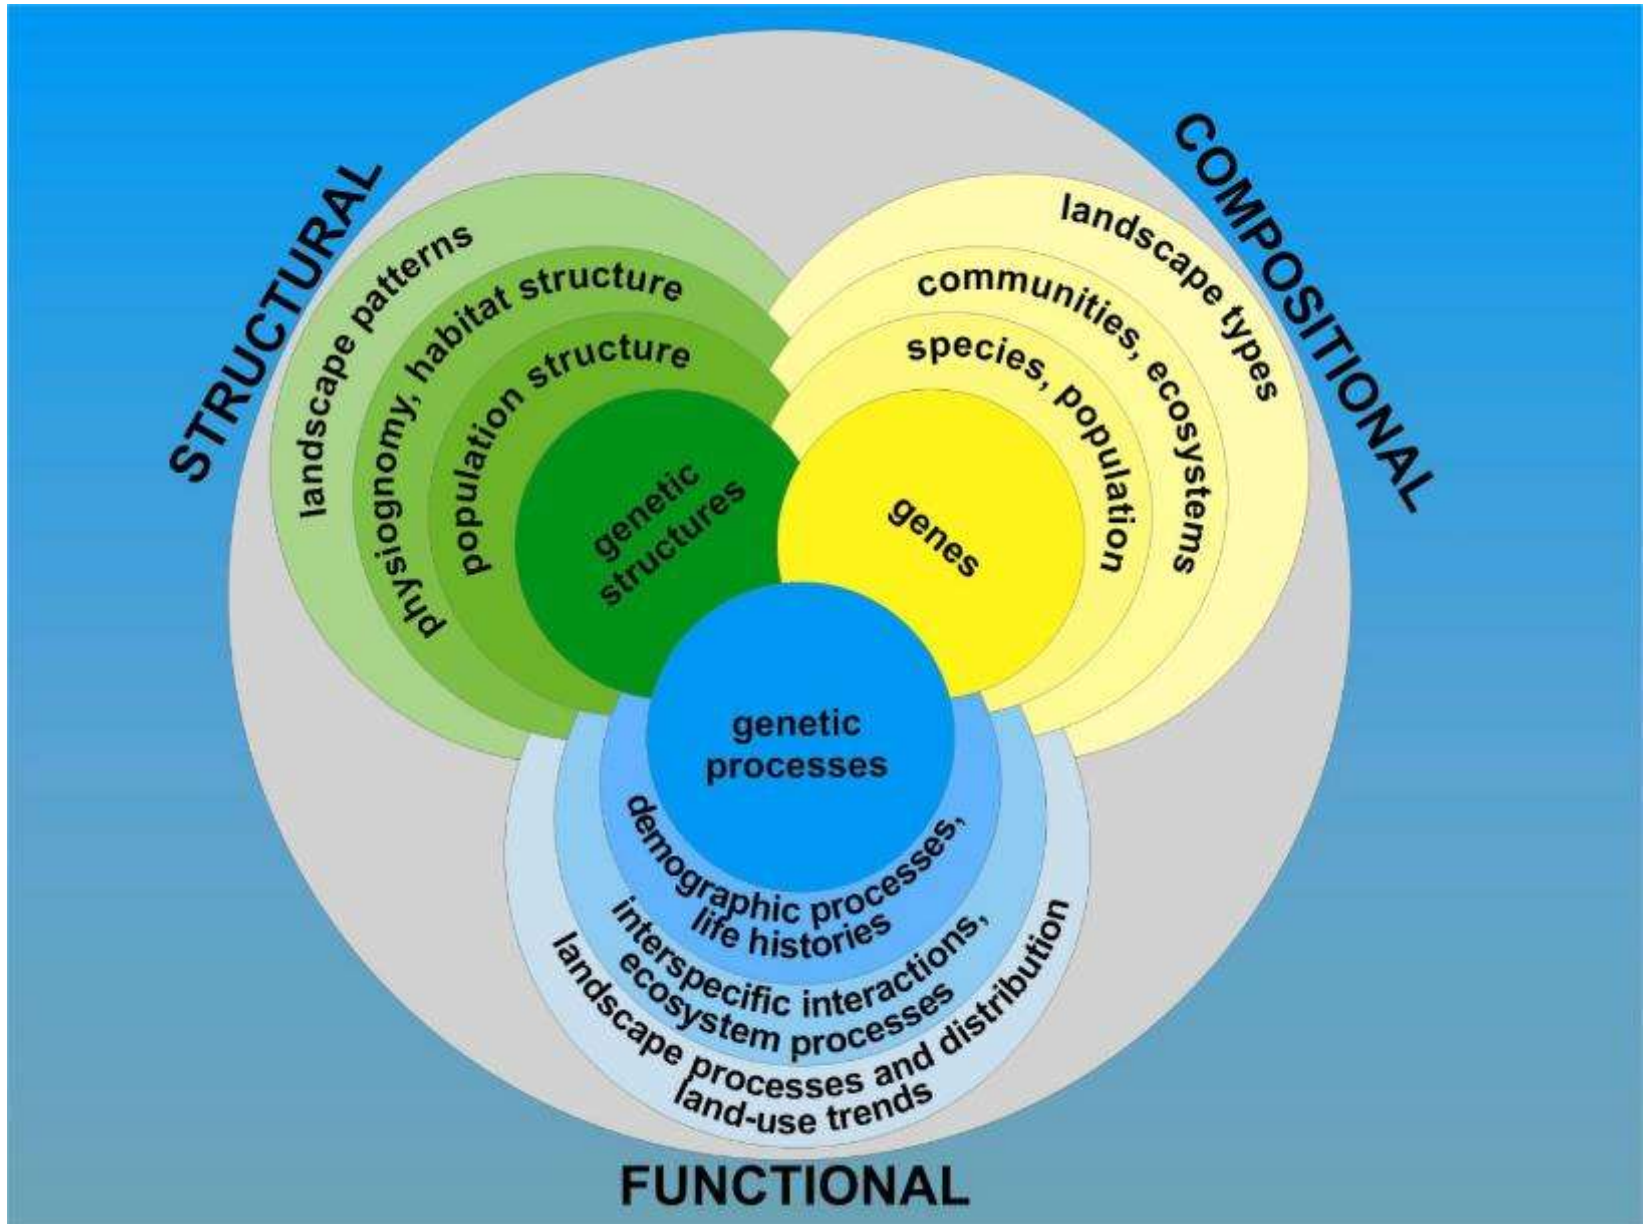 STRUCTURAL
landscape patterns
physiognomy, habitat structure
population structure
genetic
structures
COMPOSITIONAL
landscape types
communities, ecosystems
species, population
genes
genetic
processes
demographic processes,
life histories
interspecific interactions,
ecosystem processes
landscape processes and distribution
land-use trends
FUNCTIONAL